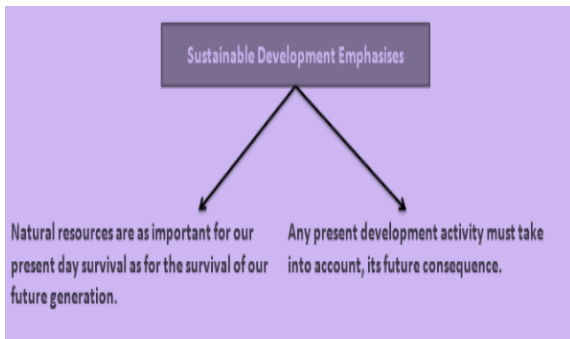 Sustainable Development Emphasises
Natural resources are as important for our
present day survival as for the survival of our
future generation.
Any present development activity must take
into account, its future consequence.